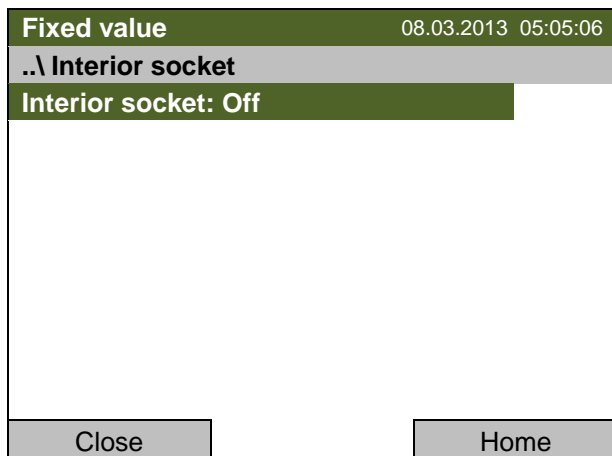 Fixed value 08.03.2013 05:05:06
..\ Interior socket
Interior socket: Off
Close Home